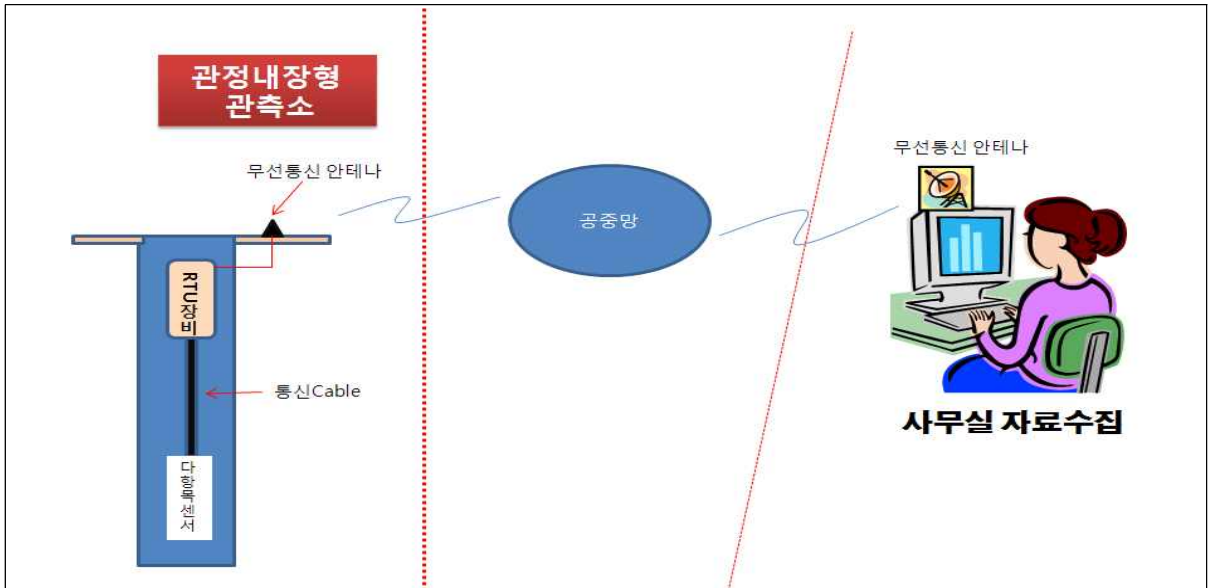 관정내장형
관측소
무선통신 안테나
RTU장비
통신Cable
다항목센서
공중망
무선통신 안테나
사무실 자료수집